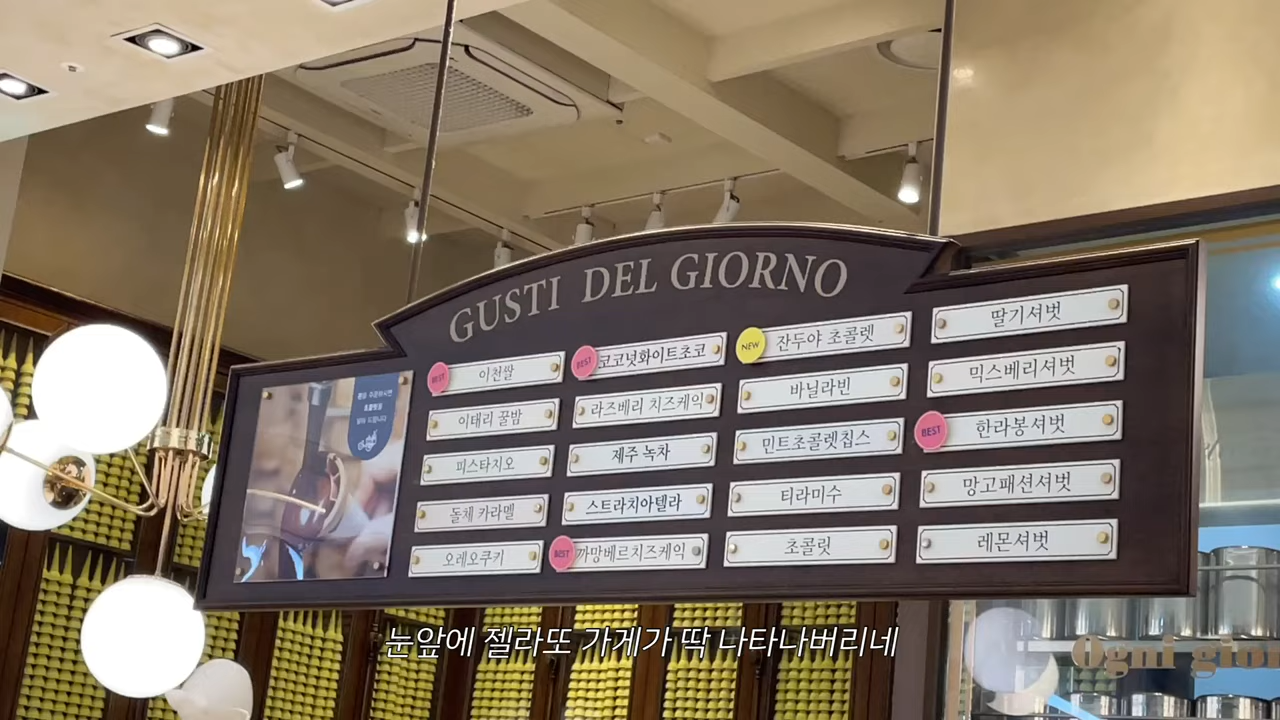 GUSTI DEL GIORNO
BEST 이천쌀
이태리 꿀밤
피스타치오
돌체 카라멜
오레오쿠키
BEST 코코넛화이트초코
라즈베리 치즈케익
제주 녹차
스트라치아텔라
BEST 까망베르치즈케익
NEW 잔두야 초콜렛
바닐라빈
민트초콜렛칩스
티라미수
초콜릿
딸기셔벗
믹스베리셔벗
BEST 한라봉셔벗
망고패션셔벗
레몬셔벗
눈앞에 젤라또 가게가 딱 나타나버리네
Ogni gior